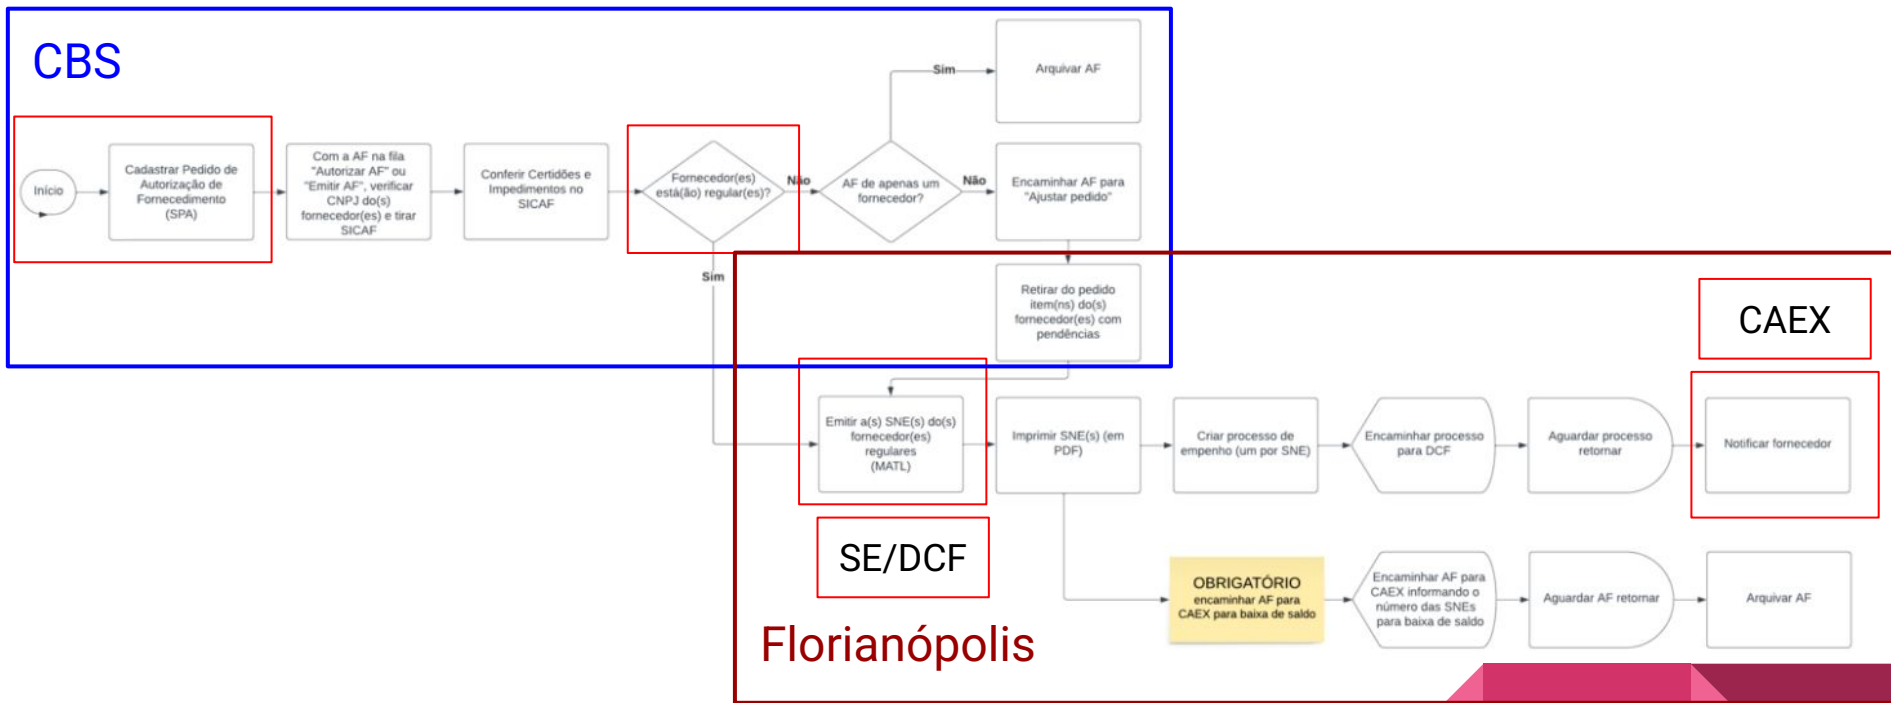 CBS
Início
Cadastrar Pedido de
Autorização de
Fornecedimento
(SPA)
Com a AF na fila
"Autorizar AF" ou
"Emitir AF", verificar
CNPJ do(s)
fornecedor(es) e tirar
SICAF
Conferir Certidões e
Impedimentos no
SICAF
Fornecedor(es)
está(ão) regular(es)?
Não
Sim
AF de apenas um
fornecedor?
Sim
Arquivar AF
Não
Encaminhar AF para
"Ajustar pedido"
Retirar do pedido
item(ns) do(s)
fornecedor(es) com
pendências
CAEX
Emitir a(s) SNE(s) do(s)
fornecedor(es)
regulares
(MATL)
SE/DCF
Imprimir SNE(s) (em
PDF)
Criar processo de
empenho (um por SNE)
Encaminhar processo
para DCF
Aguardar processo
retornar
Notificar fornecedor
OBRIGATÓRIO
encaminhar AF para
CAEX para baixa de saldo
Encaminhar AF para
CAEX informando o
número das SNEs
para baixa de saldo
Aguardar AF retornar
Arquivar AF
Florianópolis